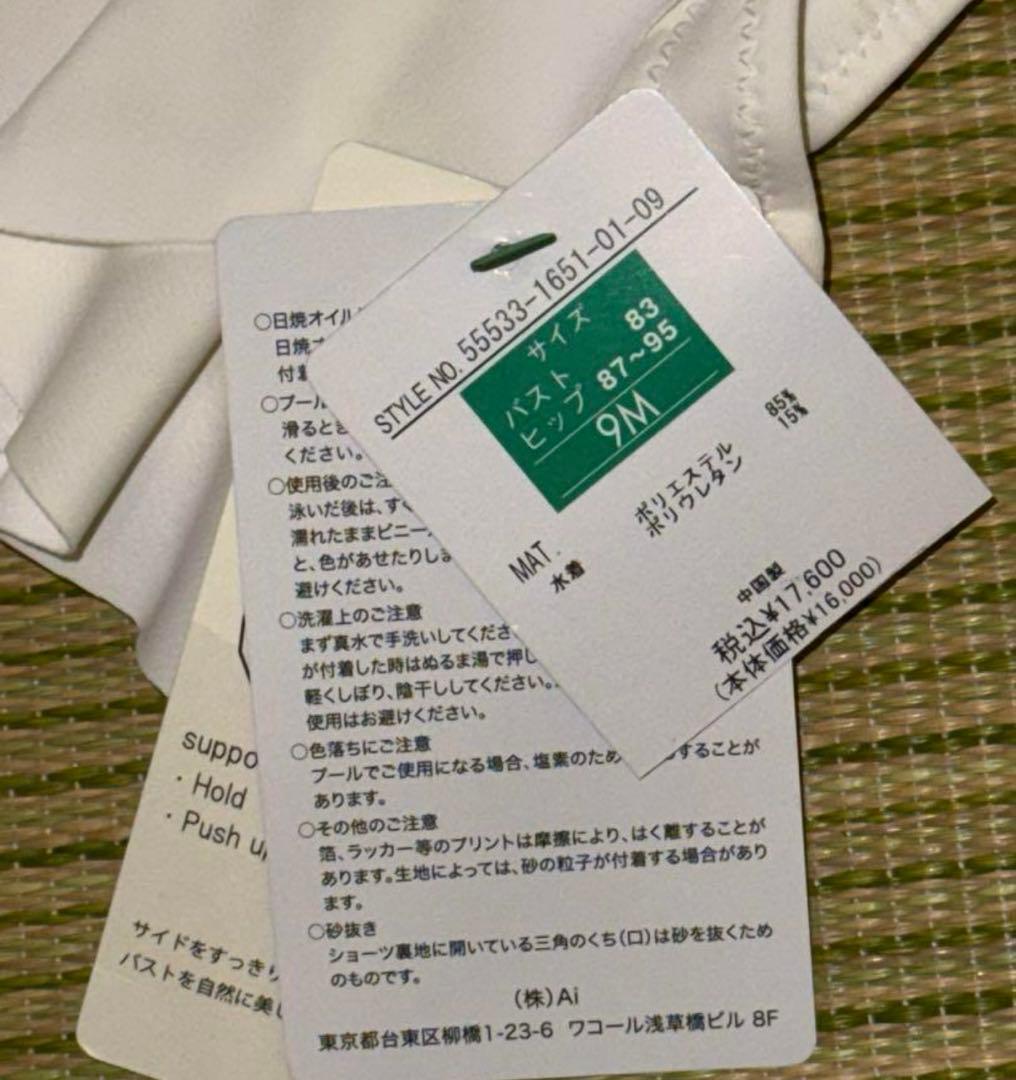 STYLE NO. 55533-1651-01-09
サイズ
バスト 83
ヒップ 87~95
9M
ポリエステル 85%
ポリウレタン 15%
MAT.
水着
中国製
税込¥17,600
(本体価格¥16,000)
○日焼オイル
日焼
付着
○プール
滑るとき
ください。
○使用後のご注
泳いだ後は、すぐ
濡れたままビニー
と、色があせたりしま
避けください。
○洗濯上のご注意
まず真水で手洗いしてくださ
が付着した時はぬるま湯で押し
軽くしぼり、陰干ししてください。
使用はお避けください。
○色落ちにご注意
プールでご使用になる場合、塩素のため することが
あります。
○その他のご注意
箔、ラッカー等のプリントは摩擦により、はく離することが
あります。生地によっては、砂の粒子が付着する場合があり
ます。
○砂抜き
ショーツ裏地に開いている三角のくち(口)は砂を抜くため
のものです。
(株)Ai
東京都台東区柳橋1-23-6 ワコール浅草橋ビル 8F
suppo
・Hold
・Push u
サイドをすっきり
バストを自然に美し